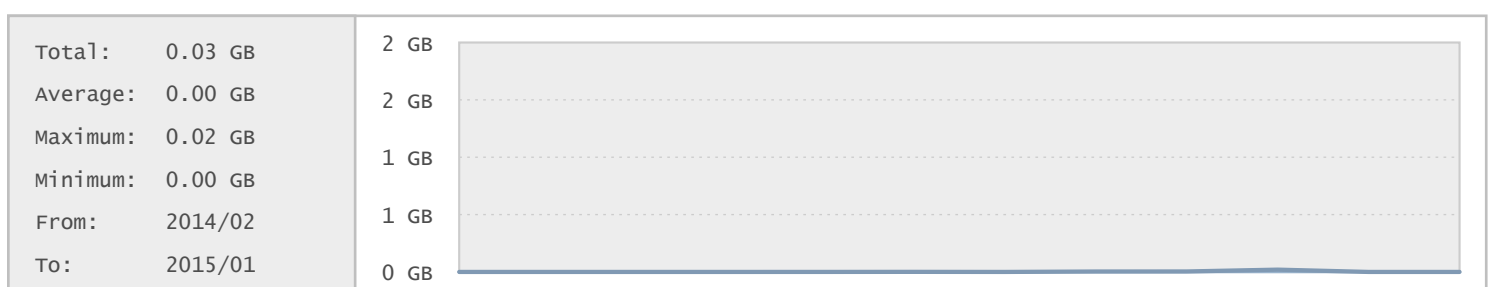 Total: 0.03 GB
Average: 0.00 GB
Maximum: 0.02 GB
Minimum: 0.00 GB
From: 2014/02
To: 2015/01
2 GB
2 GB
1 GB
1 GB
0 GB